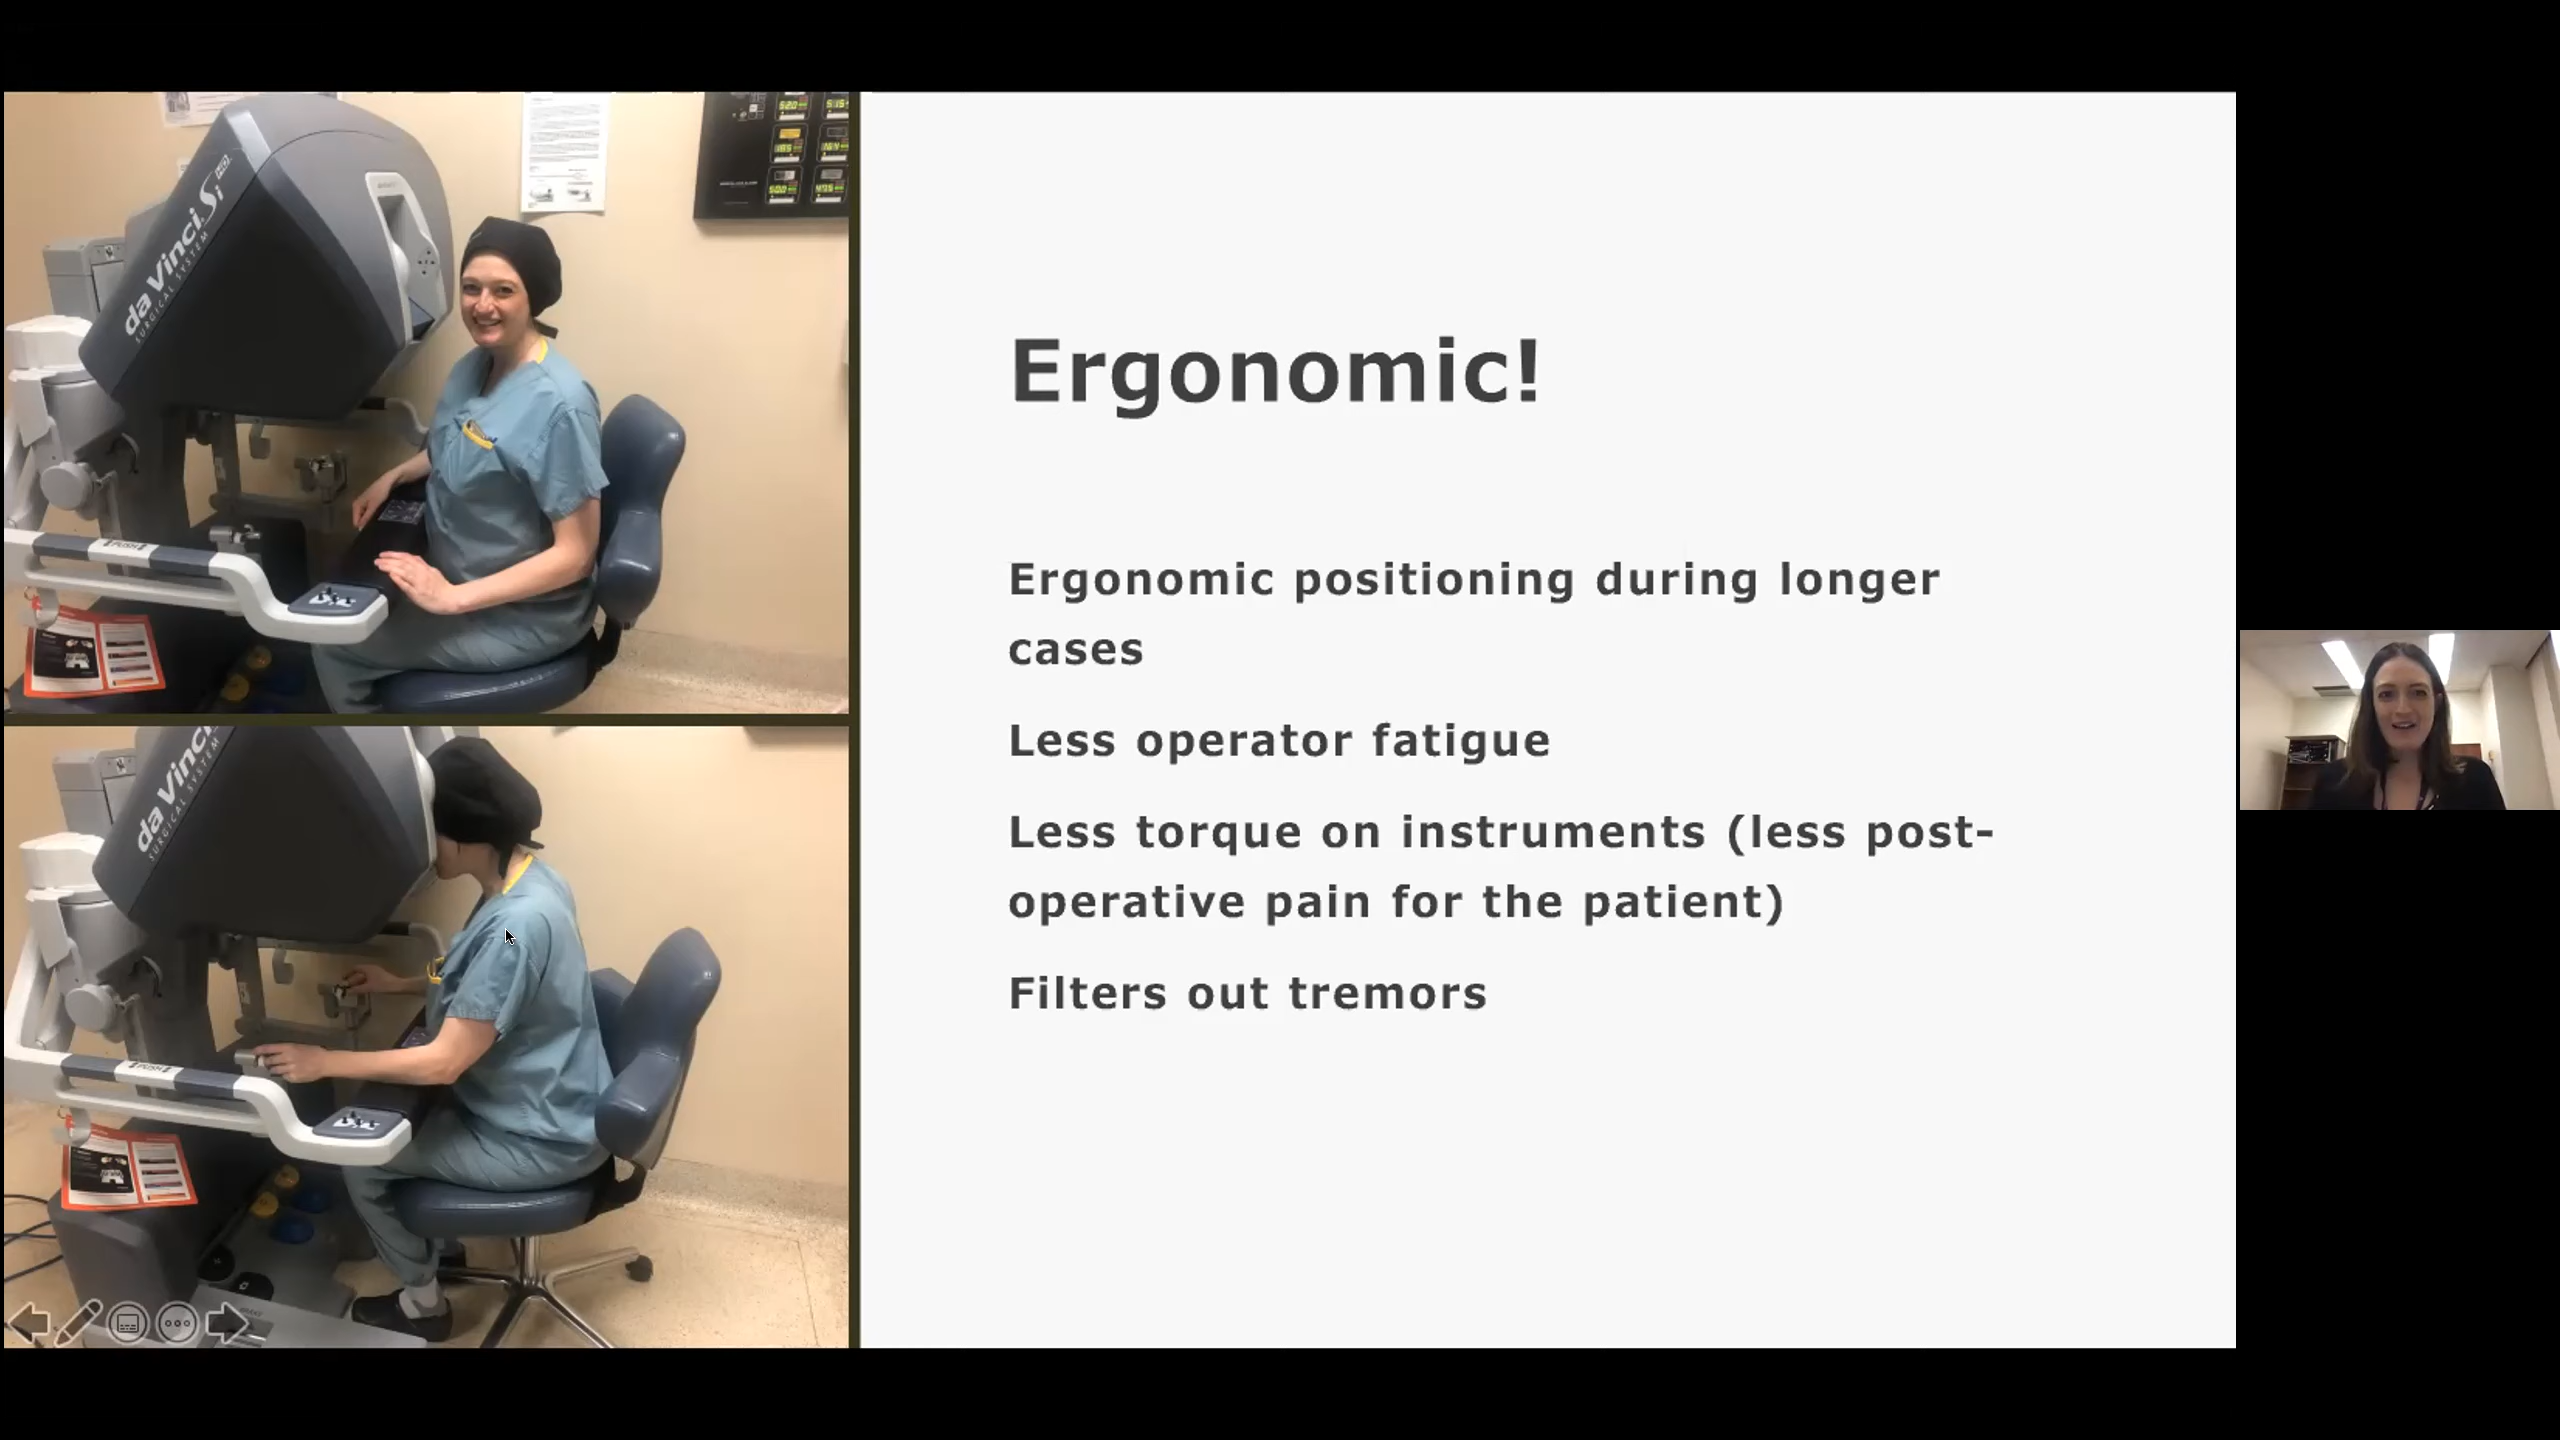 da Vinci Si HD
SURGICAL SYSTEM
PUSH
da Vinci
SURGICAL SYSTEM
PUSH
Ergonomic!
Ergonomic positioning during longer
cases
Less operator fatigue
Less torque on instruments (less post-
operative pain for the patient)
Filters out tremors